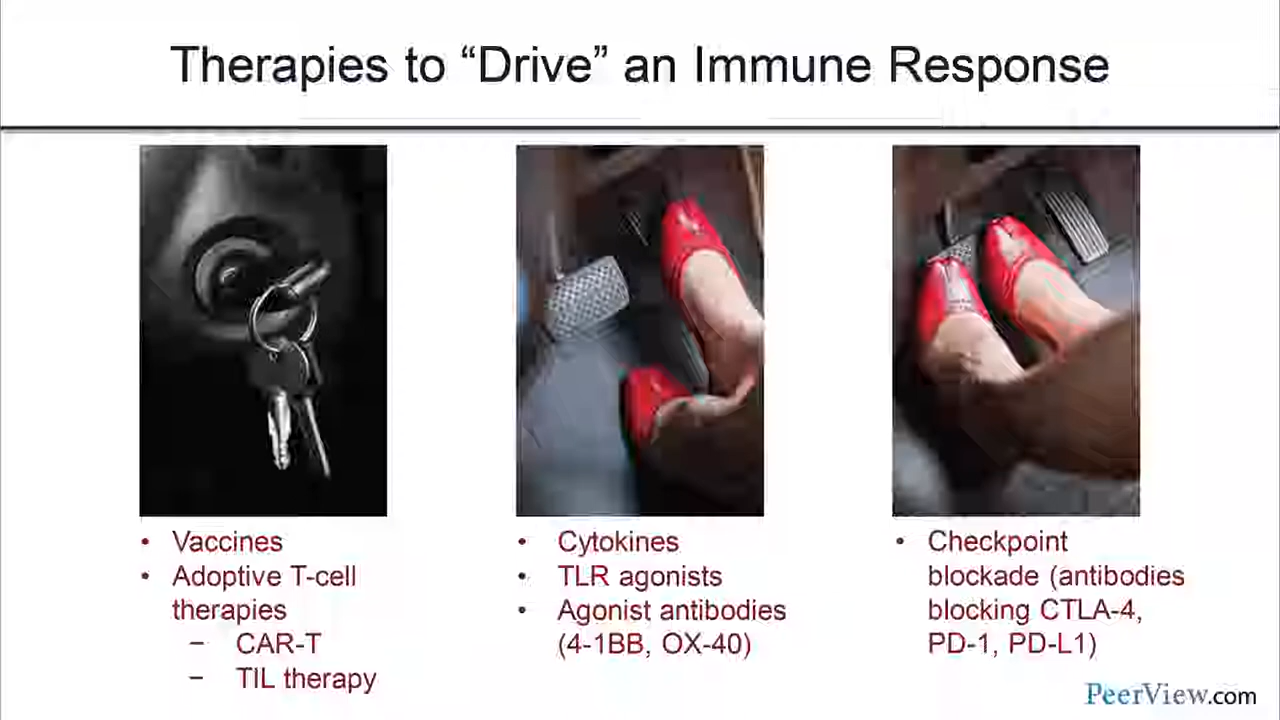 Therapies to “Drive” an Immune Response
• Vaccines
• Adoptive T-cell
therapies
– CAR-T
– TIL therapy
• Cytokines
• TLR agonists
• Agonist antibodies
(4-1BB, OX-40)
• Checkpoint
blockade (antibodies
blocking CTLA-4,
PD-1, PD-L1)
PeerView.com